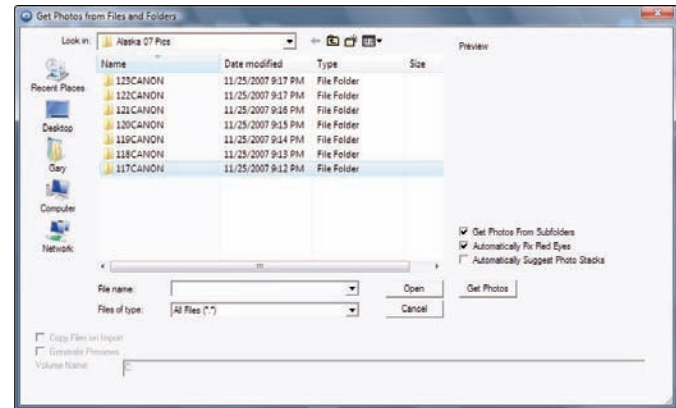 Get Photos from Files and Folders
Look in: Alaska 07 Pics
Preview
Name Date modified Type Size
123CANON 11/25/2007 9:17 PM File Folder
122CANON 11/25/2007 9:17 PM File Folder
121CANON 11/25/2007 9:16 PM File Folder
120CANON 11/25/2007 9:15 PM File Folder
119CANON 11/25/2007 9:14 PM File Folder
118CANON 11/25/2007 9:13 PM File Folder
117CANON 11/25/2007 9:12 PM File Folder
Recent Places
Desktop
Gary
Computer
Network
Get Photos From Subfolders
Automatically Fix Red Eyes
Automatically Suggest Photo Stacks
File name: Open Get Photos
Files of type: All Files (*.*) Cancel
Copy Files on Import
Generate Previews
Volume Name: C: